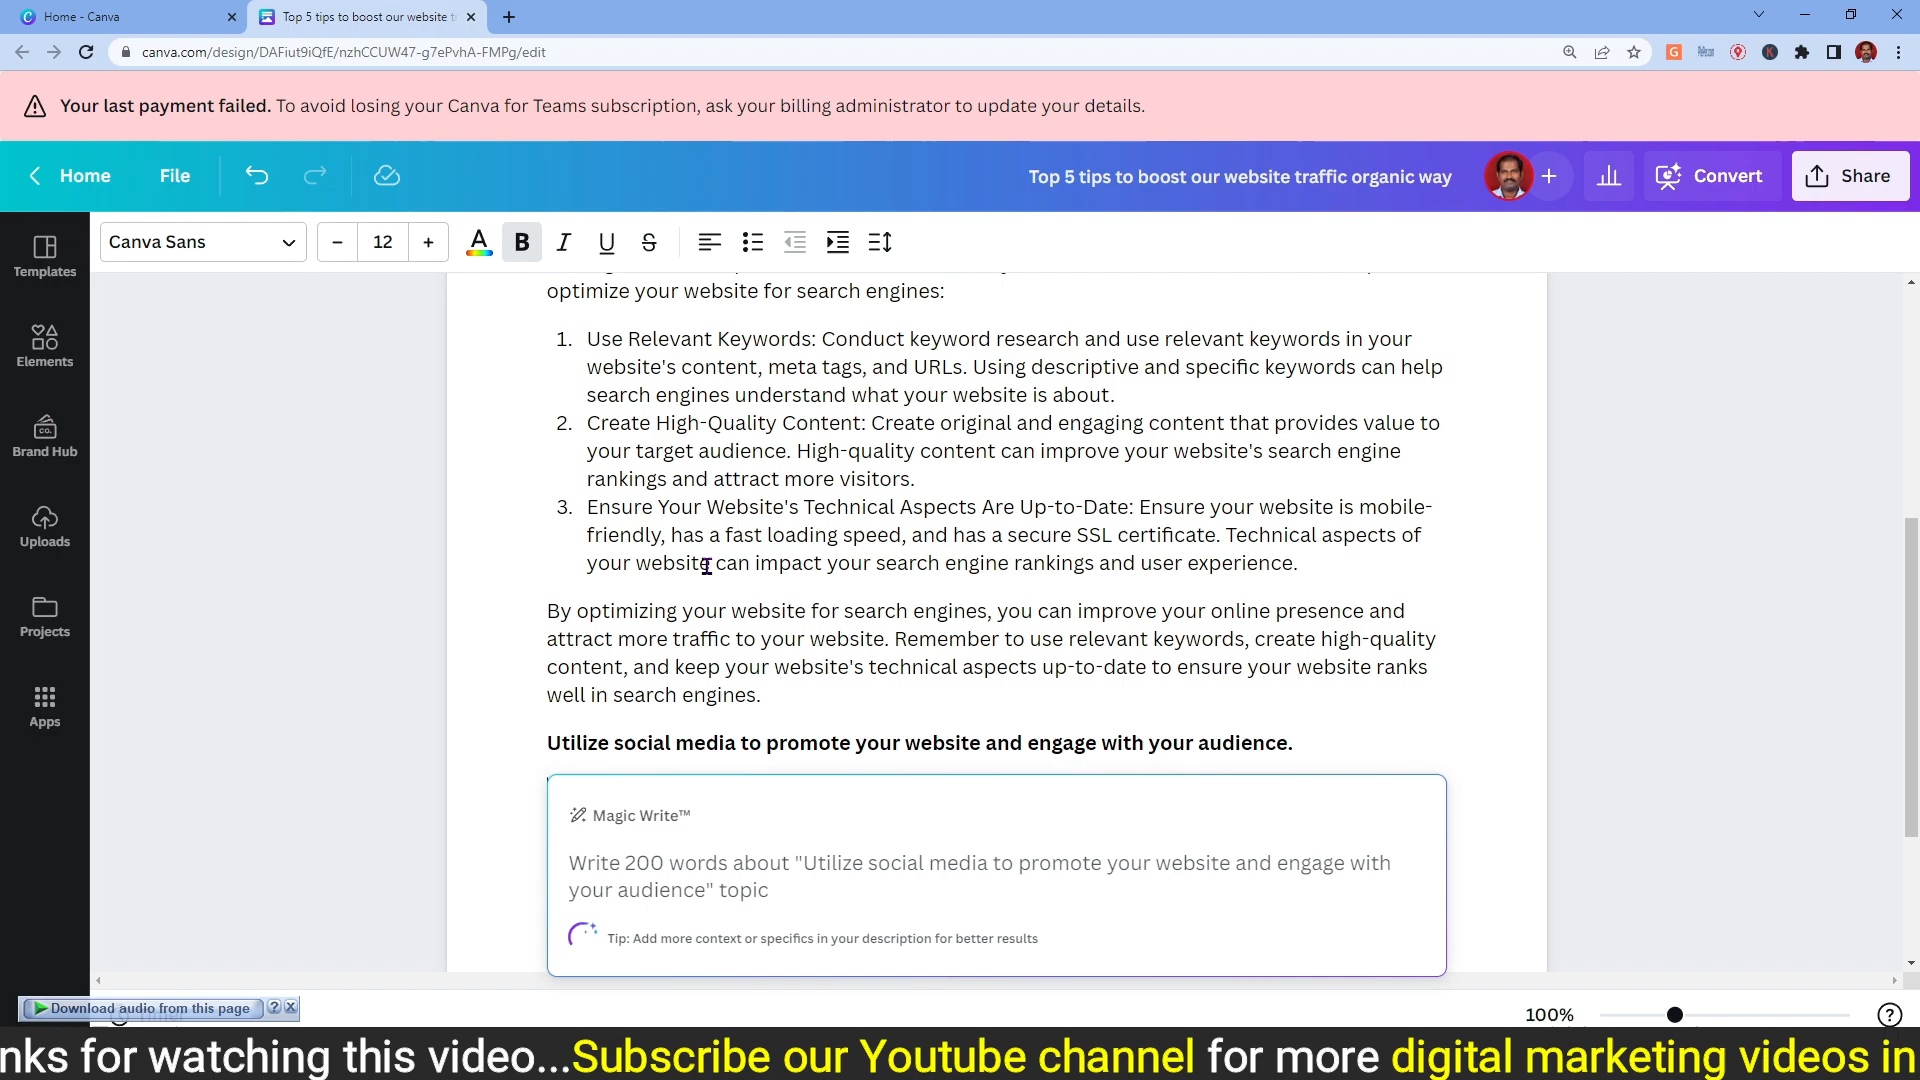 Home - Canva
Top 5 tips to boost our website t
canva.com/design/DAFiut9iQfE/nzhCCUW47-g7ePvhA-FMPg/edit
Your last payment failed. To avoid losing your Canva for Teams subscription, ask your billing administrator to update your details.
Home File Top 5 tips to boost our website traffic organic way Convert Share
Canva Sans - 12 + A B I U S
Templates
Elements
CO.
Brand Hub
Uploads
Projects
Apps
optimize your website for search engines:
1. Use Relevant Keywords: Conduct keyword research and use relevant keywords in your
website's content, meta tags, and URLs. Using descriptive and specific keywords can help
search engines understand what your website is about.
2. Create High-Quality Content: Create original and engaging content that provides value to
your target audience. High-quality content can improve your website's search engine
rankings and attract more visitors.
3. Ensure Your Website's Technical Aspects Are Up-to-Date: Ensure your website is mobile-
friendly, has a fast loading speed, and has a secure SSL certificate. Technical aspects of
your website can impact your search engine rankings and user experience.
By optimizing your website for search engines, you can improve your online presence and
attract more traffic to your website. Remember to use relevant keywords, create high-quality
content, and keep your website's technical aspects up-to-date to ensure your website ranks
well in search engines.
Utilize social media to promote your website and engage with your audience.
Magic Write™
Write 200 words about "Utilize social media to promote your website and engage with
your audience" topic
Tip: Add more context or specifics in your description for better results
Download audio from this page ? X
100% ?
nks for watching this video...Subscribe our Youtube channel for more digital marketing videos in